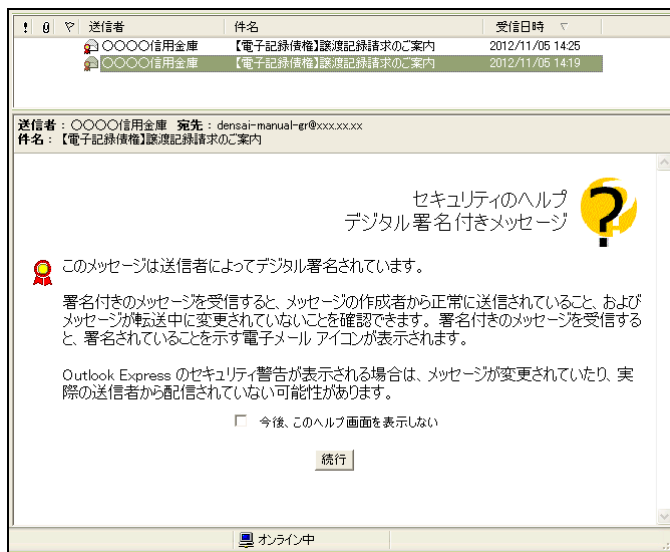 ! 送信者 件名 受信日時
〇〇〇〇信用金庫 【電子記録債権】譲渡記録請求のご案内 2012/11/05 14:25
〇〇〇〇信用金庫 【電子記録債権】譲渡記録請求のご案内 2012/11/05 14:19
送信者： 〇〇〇〇信用金庫 宛先： densai-manual-gr@xxx.xx.xx
件名： 【電子記録債権】譲渡記録請求のご案内
セキュリティのヘルプ
デジタル署名付きメッセージ
このメッセージは送信者によってデジタル署名されています。
署名付きのメッセージを受信すると、メッセージの作成者から正常に送信されていること、および
メッセージが転送中に変更されていないことを確認できます。署名付きのメッセージを受信する
と、署名されていることを示す電子メール アイコンが表示されます。
Outlook Express のセキュリティ警告が表示される場合は、メッセージが変更されていたり、実
際の送信者から配信されていない可能性があります。
今後、このヘルプ画面を表示しない
続行
オンライン中